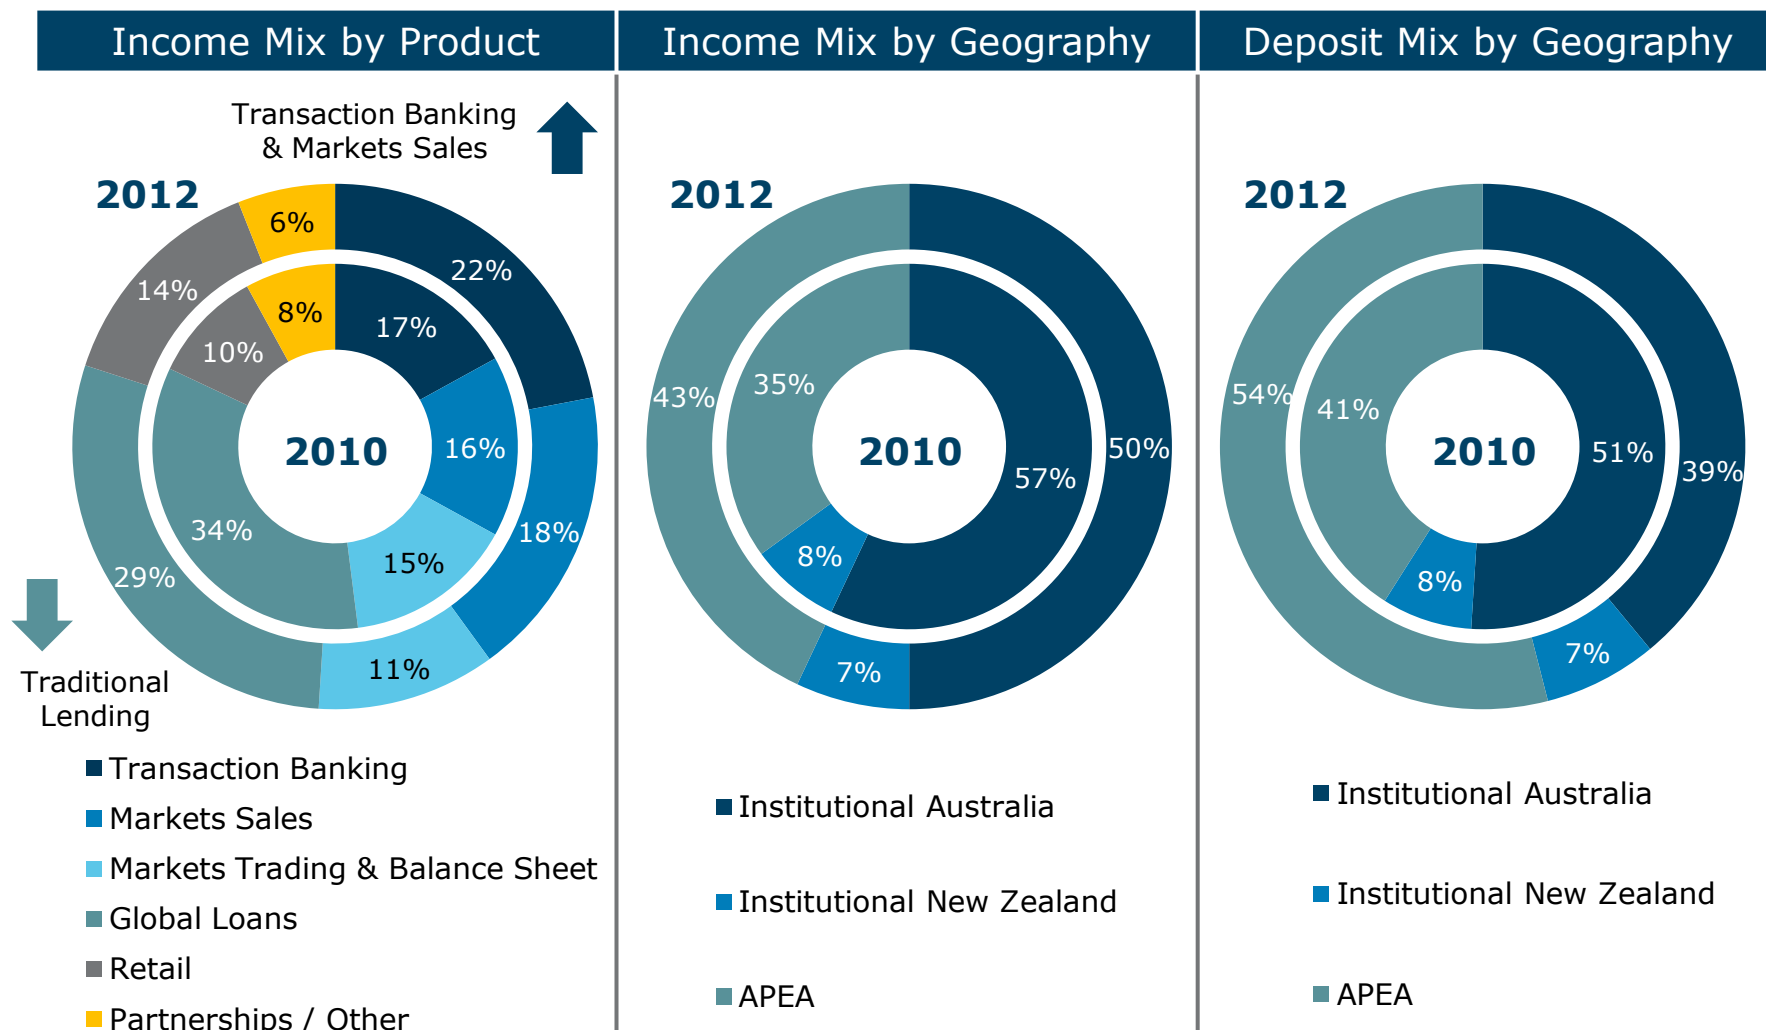 Income Mix by Product
Transaction Banking
& Markets Sales
2012
6%
22%
14%
8%
17%
10%
2010
16%
34%
15%
18%
29%
11%
Traditional
Lending
Transaction Banking
Markets Sales
Markets Trading & Balance Sheet
Global Loans
Retail
Partnerships / Other
Income Mix by Geography
2012
43%
35%
2010
50%
57%
8%
7%
Institutional Australia
Institutional New Zealand
APEA
Deposit Mix by Geography
2012
54%
41%
2010
51%
39%
8%
7%
Institutional Australia
Institutional New Zealand
APEA